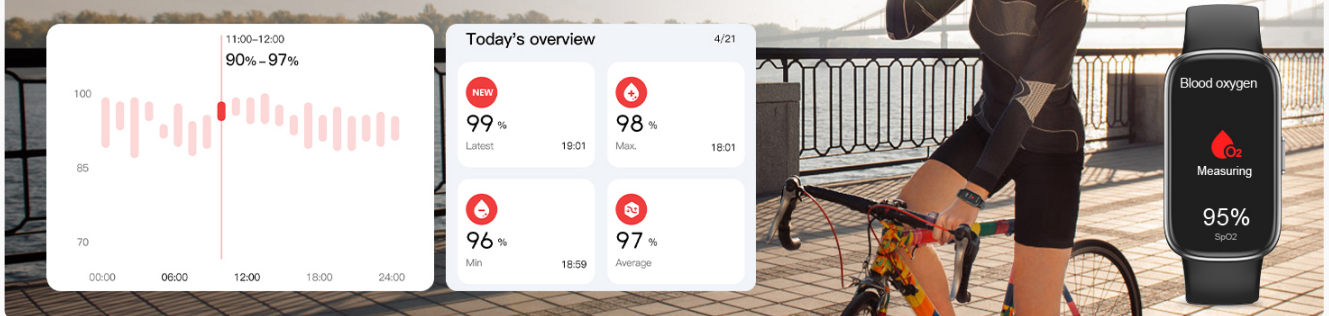 11:00–12:00
90% – 97%
100
85
70
00:00 06:00 12:00 18:00 24:00
Today's overview 4/21
NEW
99 %
Latest 19:01
98 %
Max. 18:01
96 %
Min 18:59
97 %
Average
Blood oxygen
O2
Measuring
95%
SpO2